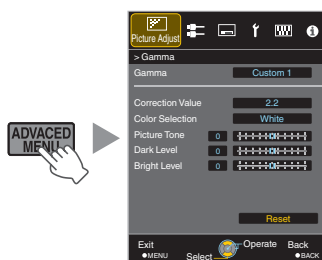 Picture Adjust
> Gamma
Gamma Custom 1
Correction Value 2.2
Color Selection White
Picture Tone 0
Dark Level 0
Bright Level 0
ADVACED
MENU
Reset
Exit Operate Back
●MENU Select ●BACK